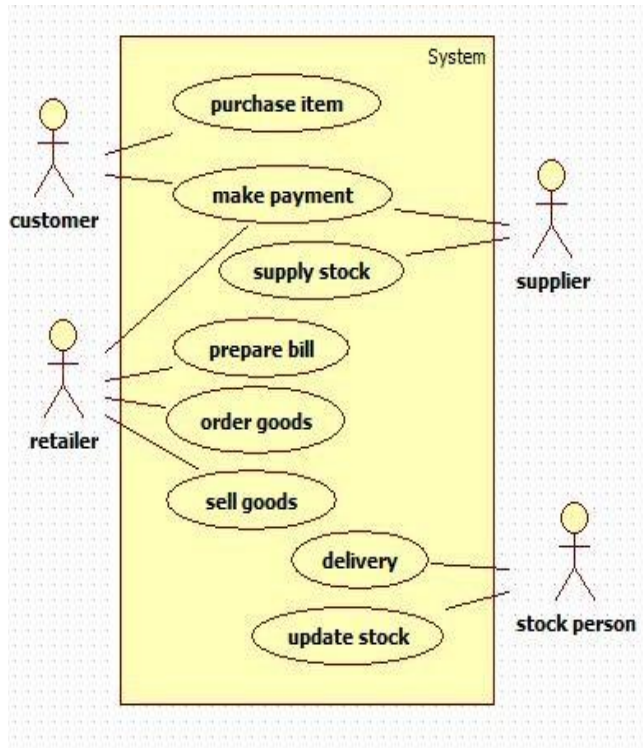 System
purchase item
customer
make payment
supply stock
supplier
prepare bill
retailer
order goods
sell goods
delivery
stock person
update stock